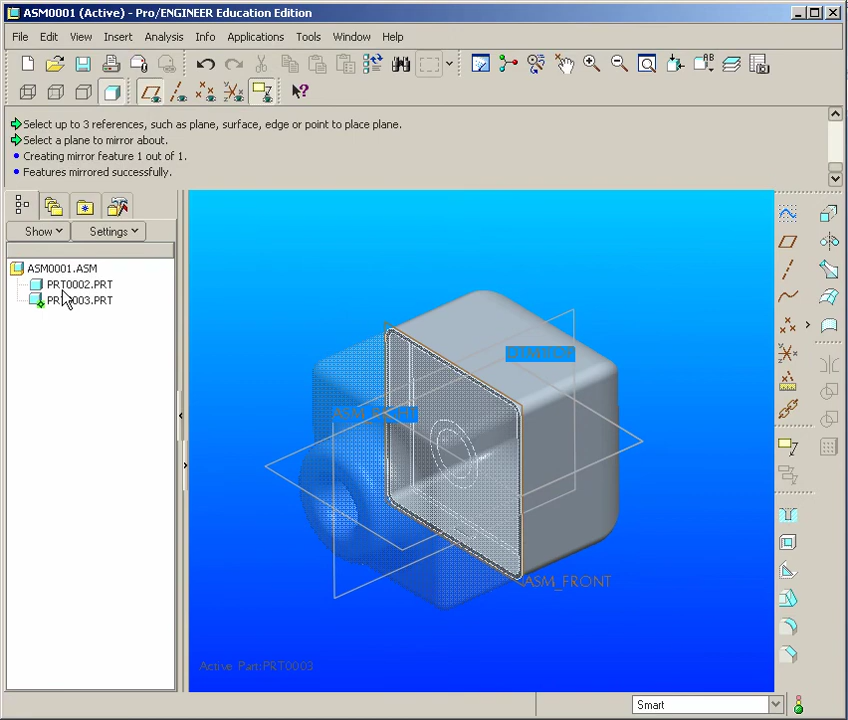 ASM0001 (Active) - Pro/ENGINEER Education Edition
File Edit View Insert Analysis Info Applications Tools Window Help
Select up to 3 references, such as plane, surface, edge or point to place plane.
Select a plane to mirror about.
Creating mirror feature 1 out of 1.
Features mirrored successfully.
Show Settings
ASM0001.ASM
PRT0002.PRT
ASM_FRONT
Active Part:PRT0003
Smart